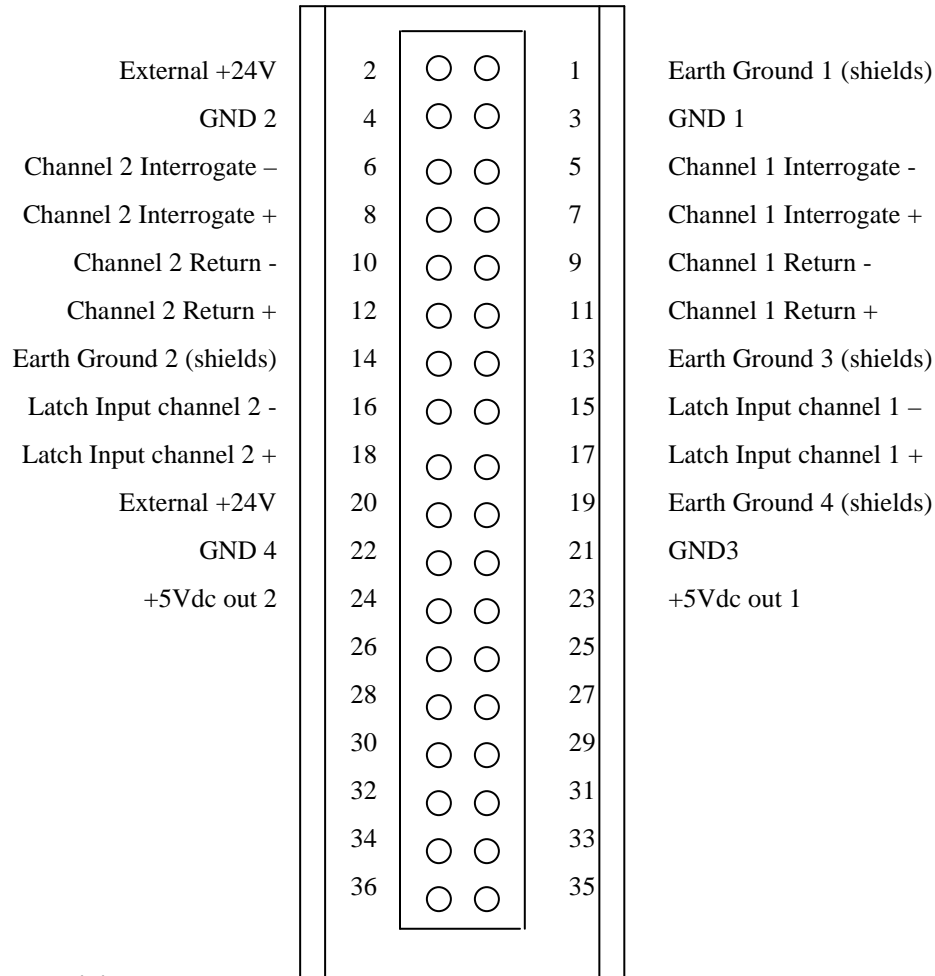 External +24V 2 1 Earth Ground 1 (shields)
GND 2 4 3 GND 1
Channel 2 Interrogate – 6 5 Channel 1 Interrogate -
Channel 2 Interrogate + 8 7 Channel 1 Interrogate +
Channel 2 Return - 10 9 Channel 1 Return -
Channel 2 Return + 12 11 Channel 1 Return +
Earth Ground 2 (shields) 14 13 Earth Ground 3 (shields)
Latch Input channel 2 - 16 15 Latch Input channel 1 –
Latch Input channel 2 + 18 17 Latch Input channel 1 +
External +24V 20 19 Earth Ground 4 (shields)
GND 4 22 21 GND3
+5Vdc out 2 24 23 +5Vdc out 1
26 25
28 27
30 29
32 31
34 33
36 35